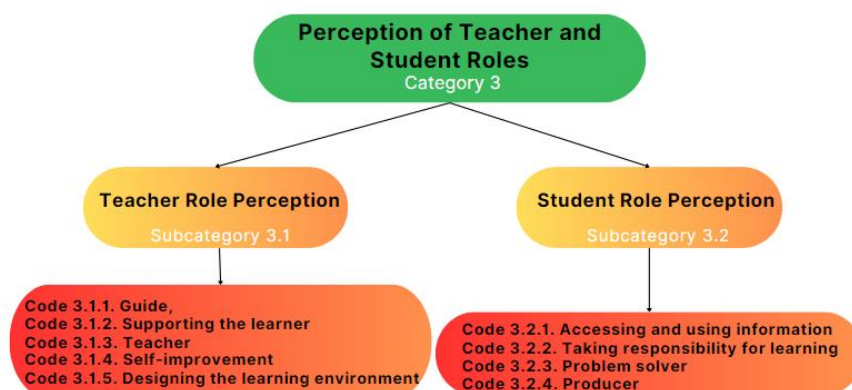 Perception of Teacher and
Student Roles
Category 3
Teacher Role Perception
Subcategory 3.1
Student Role Perception
Subcategory 3.2
Code 3.1.1. Guide,
Code 3.1.2. Supporting the learner
Code 3.1.3. Teacher
Code 3.1.4. Self-improvement
Code 3.1.5. Designing the learning environment
Code 3.2.1. Accessing and using information
Code 3.2.2. Taking responsibility for learning
Code 3.2.3. Problem solver
Code 3.2.4. Producer